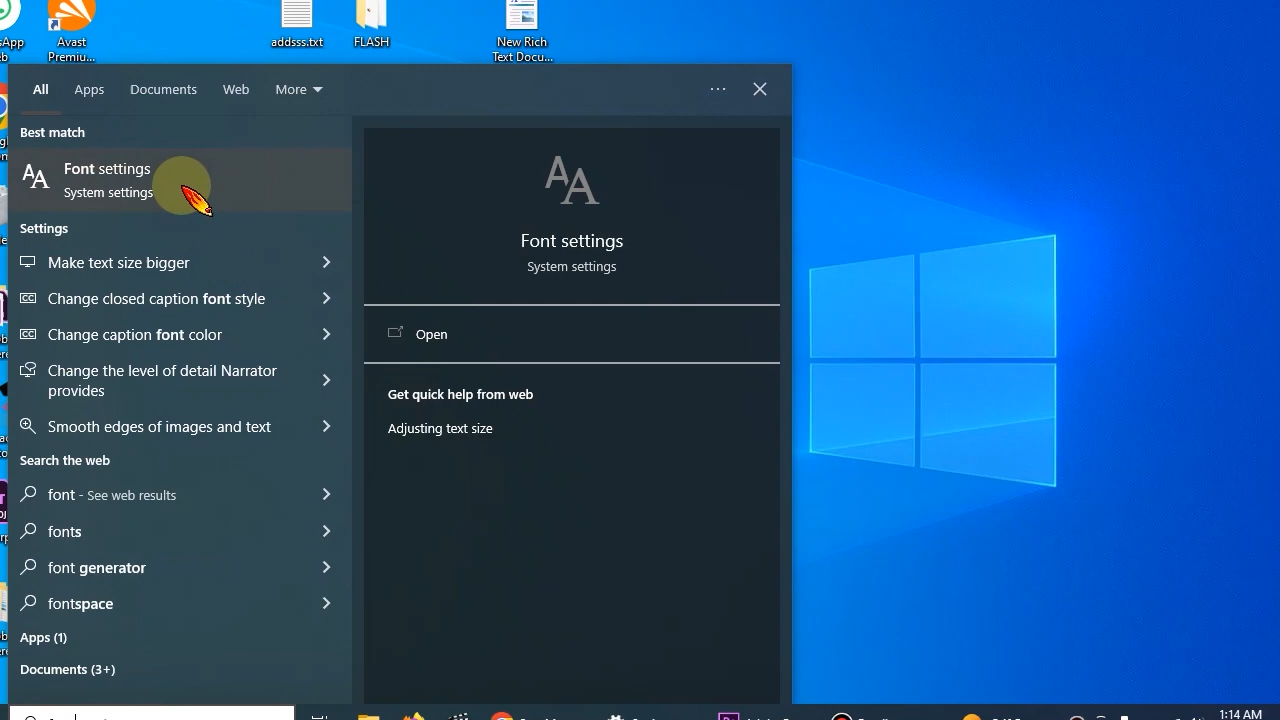 Avast
Premiu...
addsss.txt
FLASH
New Rich
Text Docu...
All
Apps
Documents
Web
More
Best match
Font settings
System settings
Settings
Make text size bigger
Change closed caption font style
Change caption font color
Change the level of detail Narrator
provides
Smooth edges of images and text
Search the web
font - See web results
fonts
font generator
fontspace
Apps (1)
Documents (3+)
Font settings
System settings
Open
Get quick help from web
Adjusting text size
1:14 AM